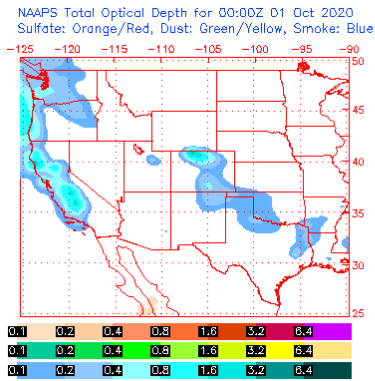 NAAPS Total Optical Depth for 00:00Z 01 Oct 2020
Sulfate: Orange/Red, Dust: Green/Yellow, Smoke: Blue
-125 -120 -115 -110 -105 -100 -95 -90
50
45
40
35
30
25
0.1 0.2 0.4 0.8 1.6 3.2 6.4
0.1 0.2 0.4 0.8 1.6 3.2 6.4
0.1 0.2 0.4 0.8 1.6 3.2 6.4